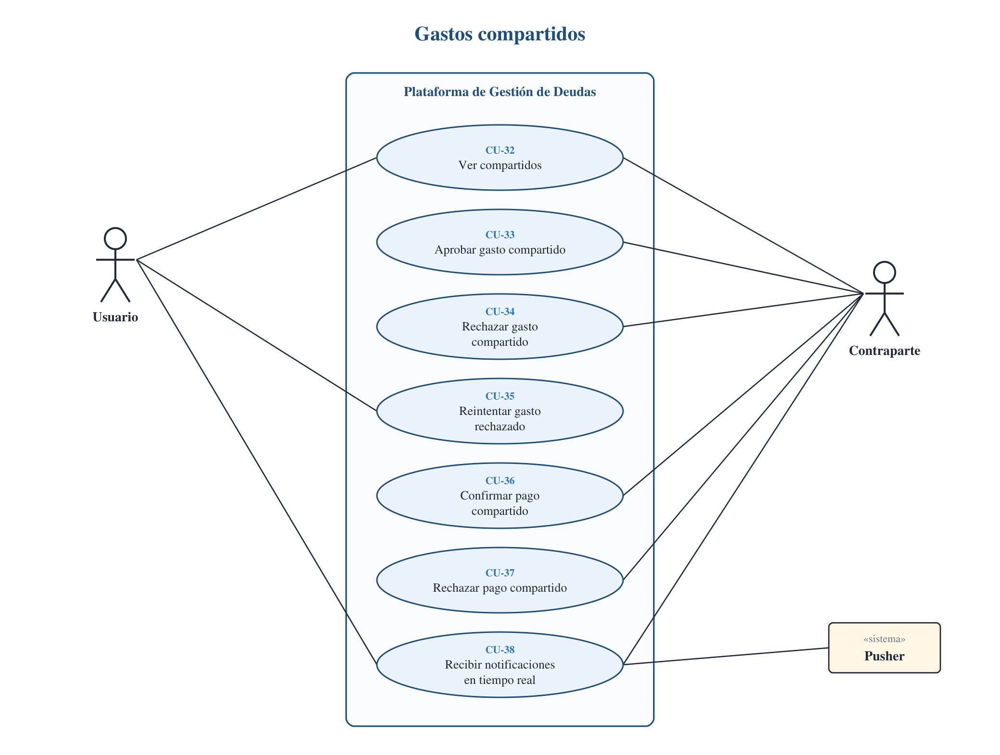 Gastos compartidos
Plataforma de Gestión de Deudas
CU-32
Ver compartidos
CU-33
Aprobar gasto compartido
CU-34
Rechazar gasto
compartido
CU-35
Reintentar gasto
rechazado
CU-36
Confirmar pago
compartido
CU-37
Rechazar pago compartido
CU-38
Recibir notificaciones
en tiempo real
Usuario
Contraparte
«sistema»
Pusher